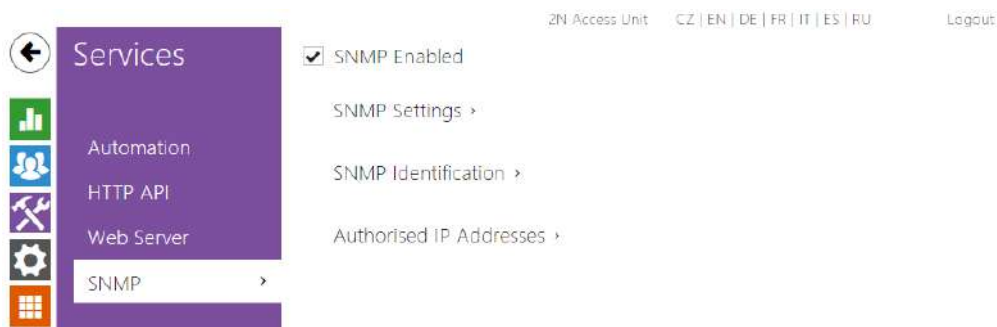 2N Access Unit CZ | EN | DE | FR | IT | ES | RU Logout
Services
SNMP Enabled
SNMP Settings ›
Automation
SNMP Identification ›
HTTP API
Web Server
Authorised IP Addresses ›
SNMP ›